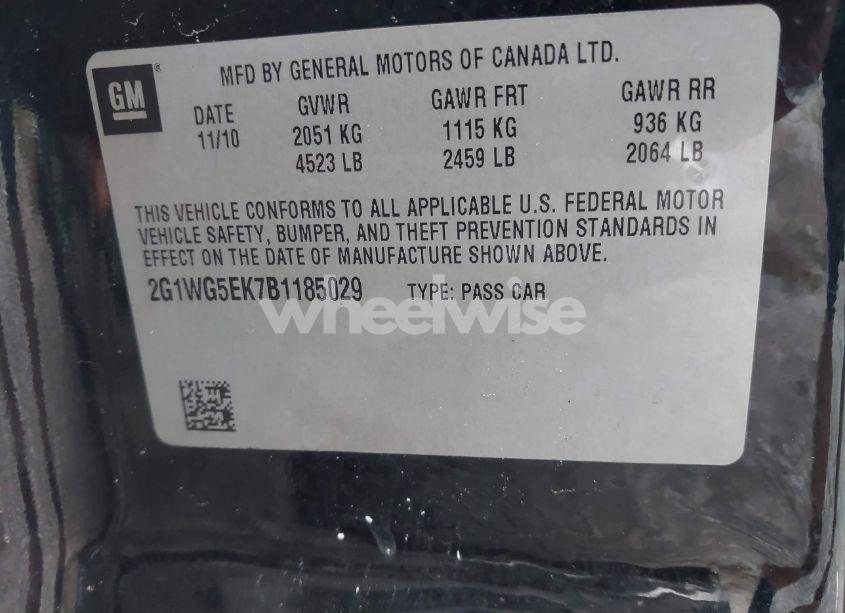 GM
MFD BY GENERAL MOTORS OF CANADA LTD.
DATE GVWR GAWR FRT GAWR RR
11/10 2051 KG 1115 KG 936 KG
4523 LB 2459 LB 2064 LB
THIS VEHICLE CONFORMS TO ALL APPLICABLE U.S. FEDERAL MOTOR
VEHICLE SAFETY, BUMPER, AND THEFT PREVENTION STANDARDS IN
EFFECT ON THE DATE OF MANUFACTURE SHOWN ABOVE.
2G1WG5EK7B1185029 TYPE: PASS CAR
wheelwise